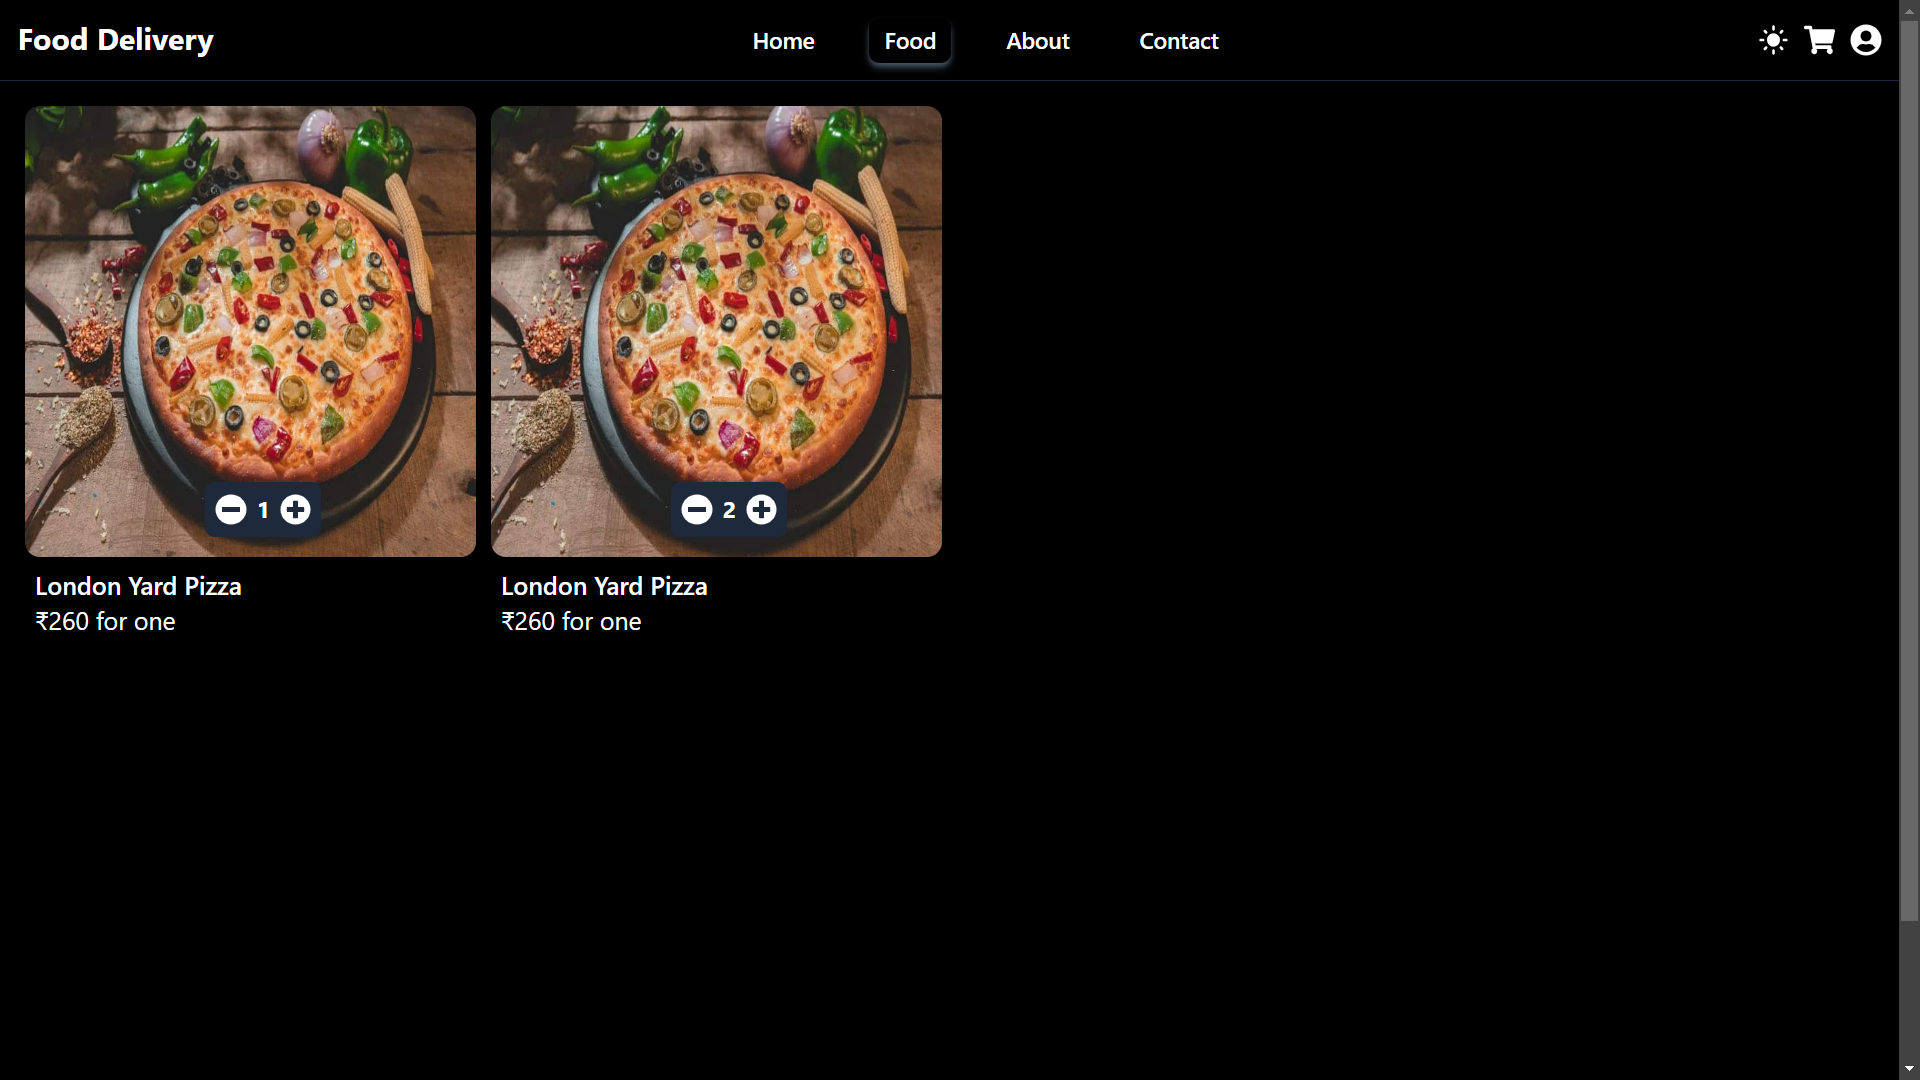 Food Delivery
Home
Food
About
Contact
1
2
London Yard Pizza
₹260 for one
London Yard Pizza
₹260 for one